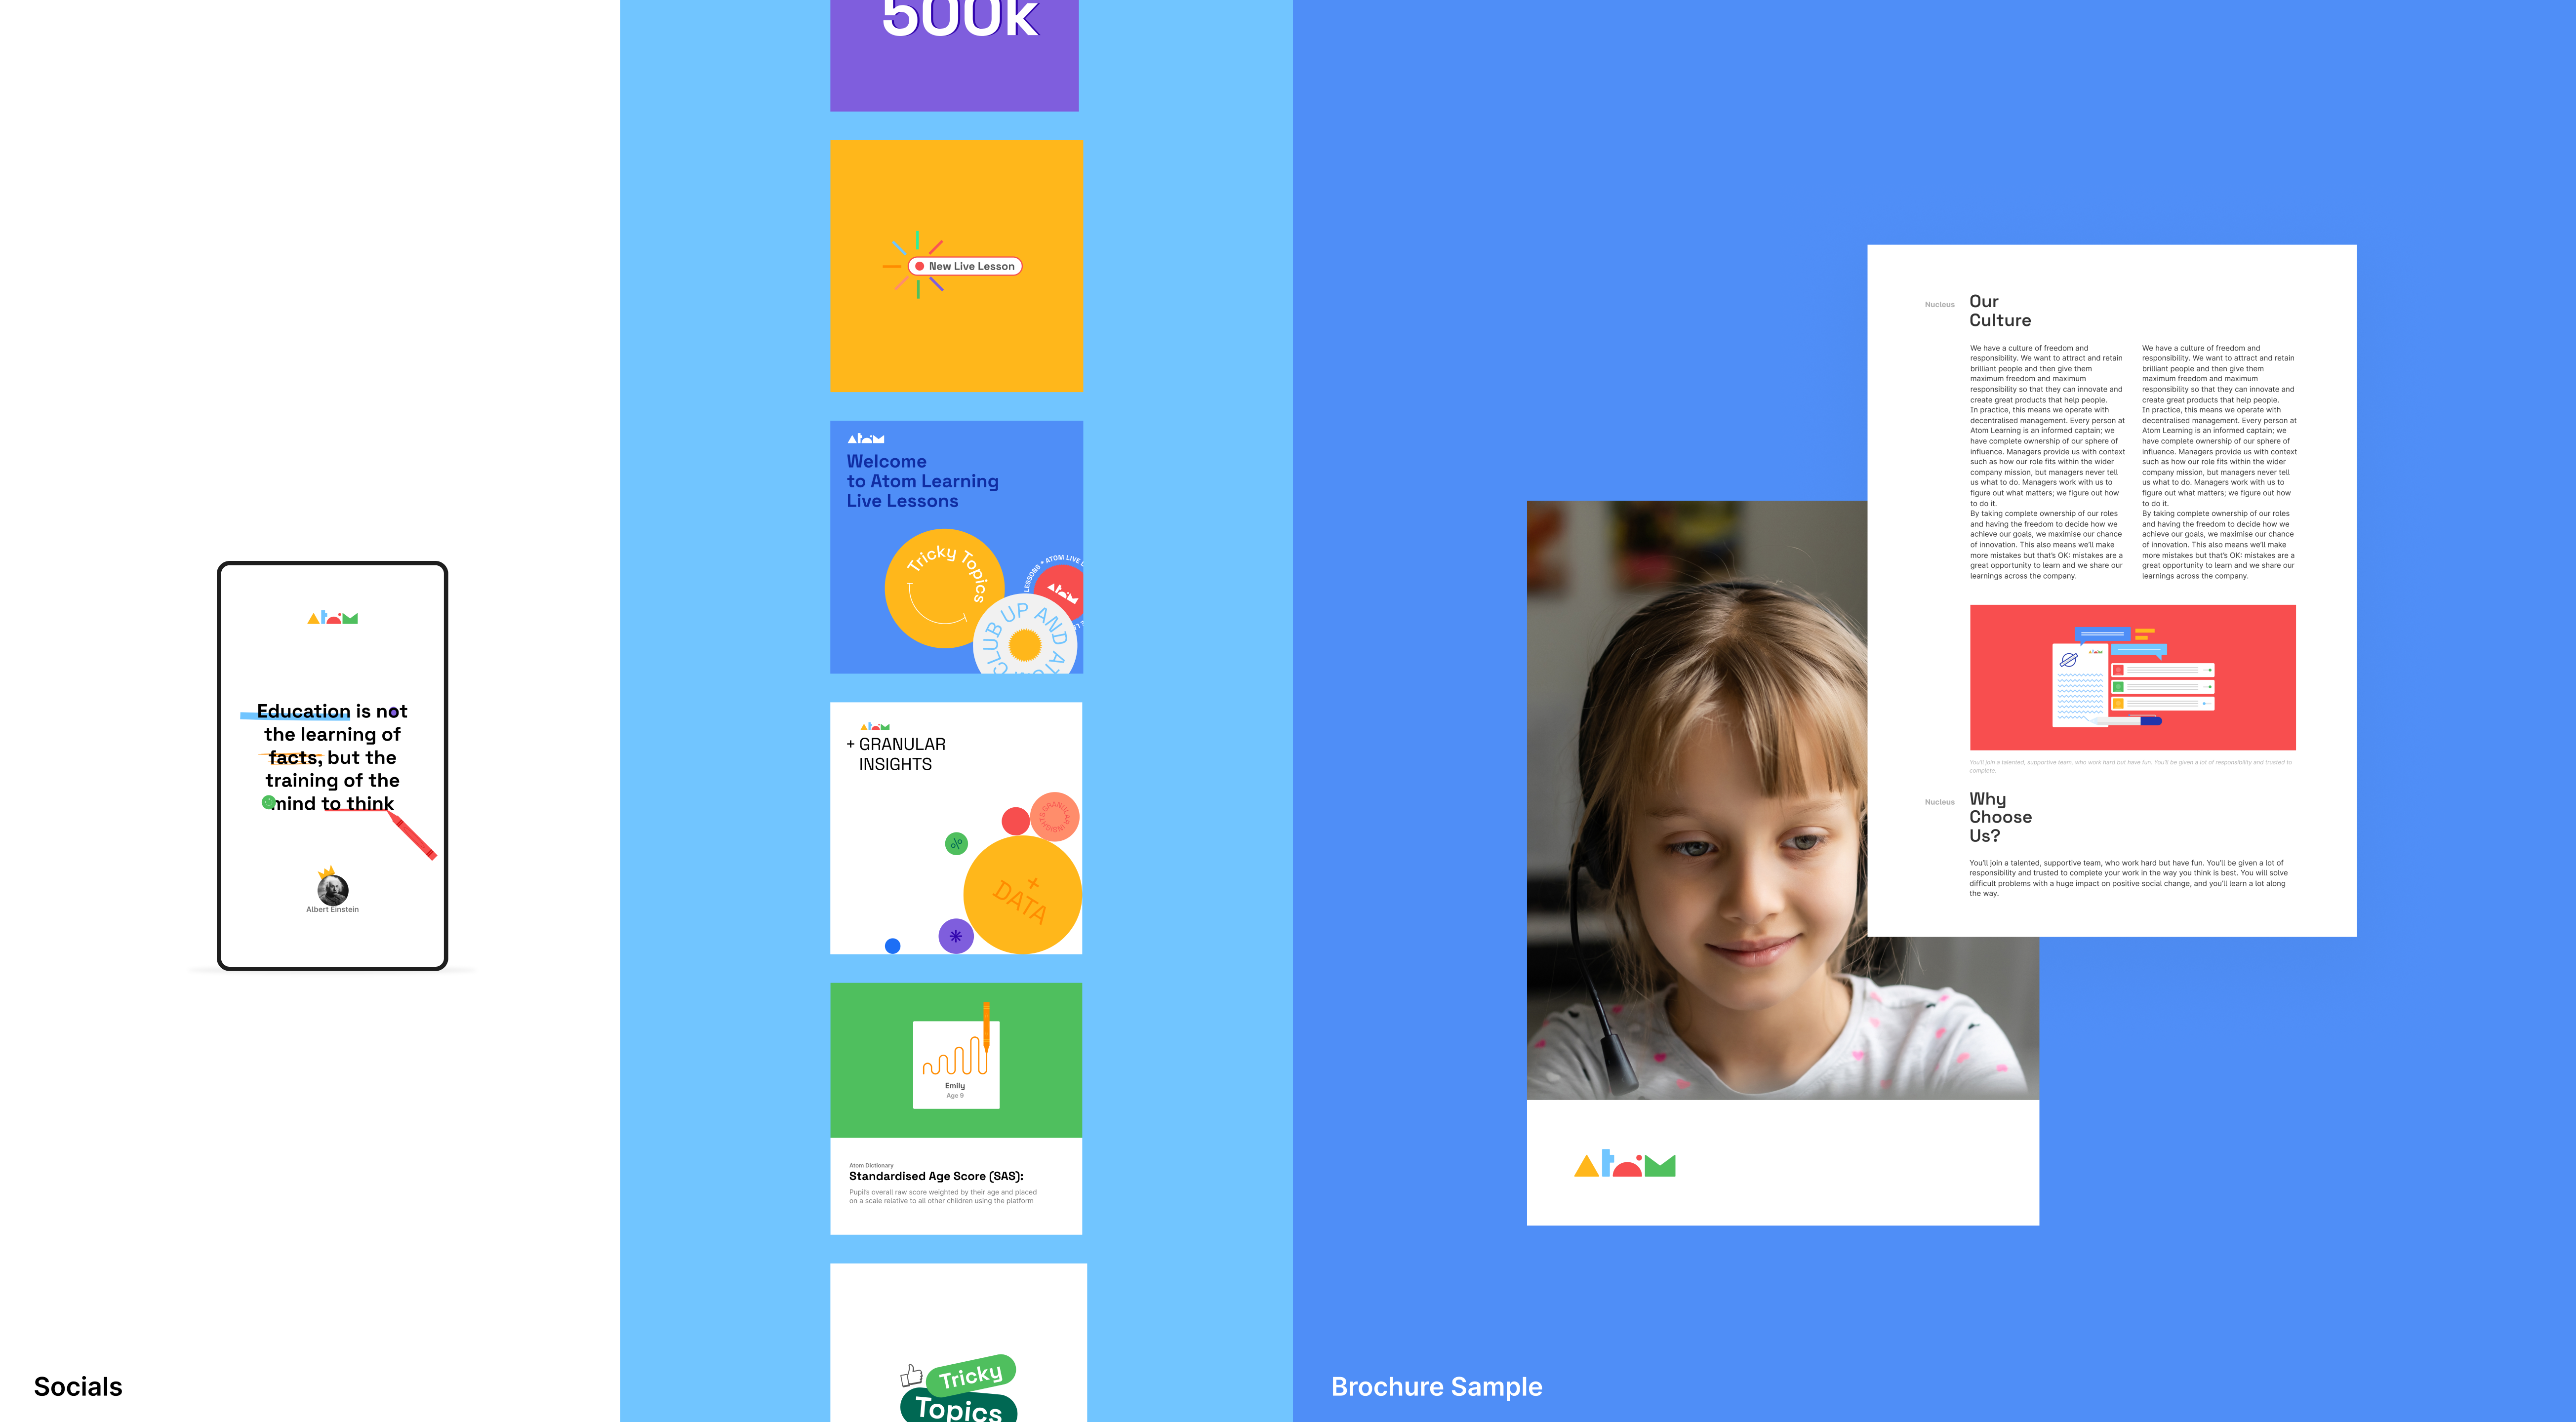 Atom
Education is not
the learning of
facts, but the
training of the
mind to think
Albert Einstein
Socials
500k
New Live Lesson
Atom
Welcome
to Atom Learning
Live Lessons
Tricky Topics
LESSONS * ATOM LIVE
CLUB UP AND ATO
Atom
+ GRANULAR
INSIGHTS
GRANULAR INSIGHTS
%
+
DATA
Emily
Age 9
Atom Dictionary
Standardised Age Score (SAS):
Pupil's overall raw score weighted by their age and placed
on a scale relative to all other children using the platform
Tricky
Topics
Nucleus
Our
Culture
We have a culture of freedom and
responsibility. We want to attract and retain
brilliant people and then give them
maximum freedom and maximum
responsibility so that they can innovate and
create great products that help people.
In practice, this means we operate with
decentralised management. Every person at
Atom Learning is an informed captain; we
have complete ownership of our sphere of
influence. Managers provide us with context
such as how our role fits within the wider
company mission, but managers never tell
us what to do. Managers work with us to
figure out what matters; we figure out how
to do it.
By taking complete ownership of our roles
and having the freedom to decide how we
achieve our goals, we maximise our chance
of innovation. This also means we'll make
more mistakes but that's OK: mistakes are a
great opportunity to learn and we share our
learnings across the company.
We have a culture of freedom and
responsibility. We want to attract and retain
brilliant people and then give them
maximum freedom and maximum
responsibility so that they can innovate and
create great products that help people.
In practice, this means we operate with
decentralised management. Every person at
Atom Learning is an informed captain; we
have complete ownership of our sphere of
influence. Managers provide us with context
such as how our role fits within the wider
company mission, but managers never tell
us what to do. Managers work with us to
figure out what matters; we figure out how
to do it.
By taking complete ownership of our roles
and having the freedom to decide how we
achieve our goals, we maximise our chance
of innovation. This also means we'll make
more mistakes but that's OK: mistakes are a
great opportunity to learn and we share our
learnings across the company.
You'll join a talented, supportive team, who work hard but have fun. You'll be given a lot of responsibility and trusted to
complete.
Nucleus
Why
Choose
Us?
You'll join a talented, supportive team, who work hard but have fun. You'll be given a lot of
responsibility and trusted to complete your work in the way you think is best. You will solve
difficult problems with a huge impact on positive social change, and you'll learn a lot along
the way.
Atom
Brochure Sample